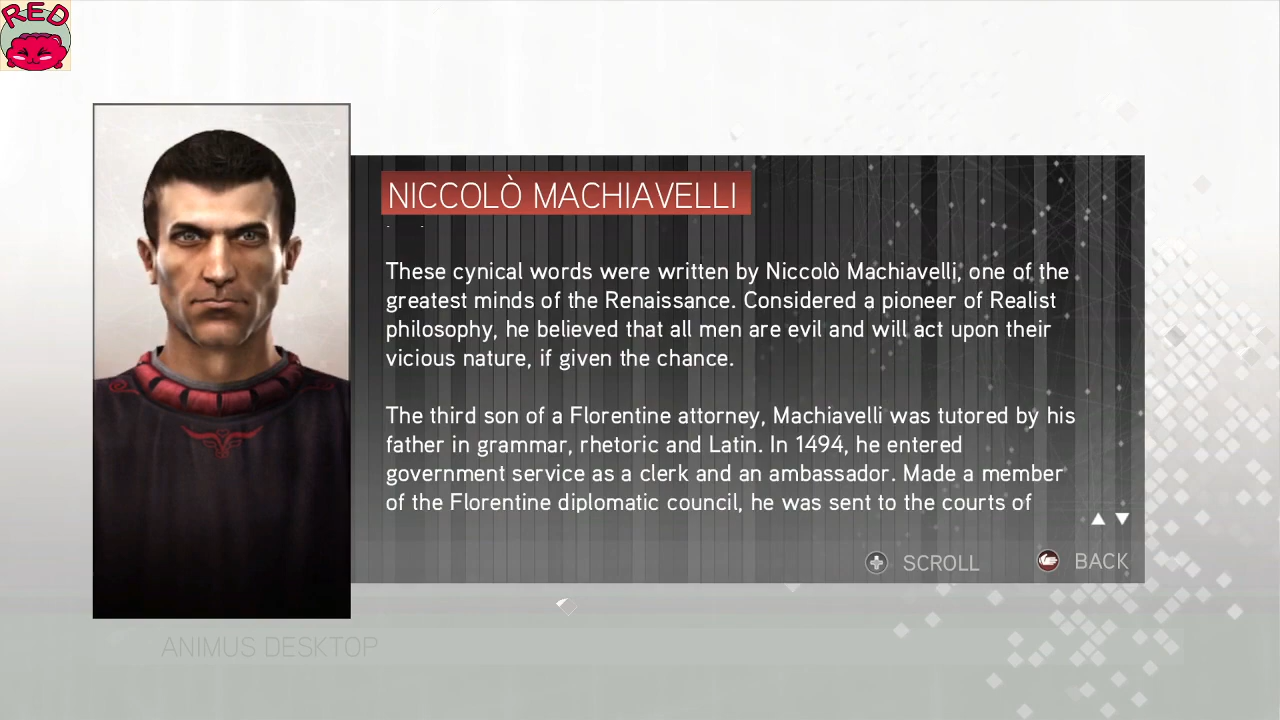 RED
NICCOLÒ MACHIAVELLI
These cynical words were written by Niccolò Machiavelli, one of the
greatest minds of the Renaissance. Considered a pioneer of Realist
philosophy, he believed that all men are evil and will act upon their
vicious nature, if given the chance.
The third son of a Florentine attorney, Machiavelli was tutored by his
father in grammar, rhetoric and Latin. In 1494, he entered
government service as a clerk and an ambassador. Made a member
of the Florentine diplomatic council, he was sent to the courts of
SCROLL
BACK
ANIMUS DESKTOP